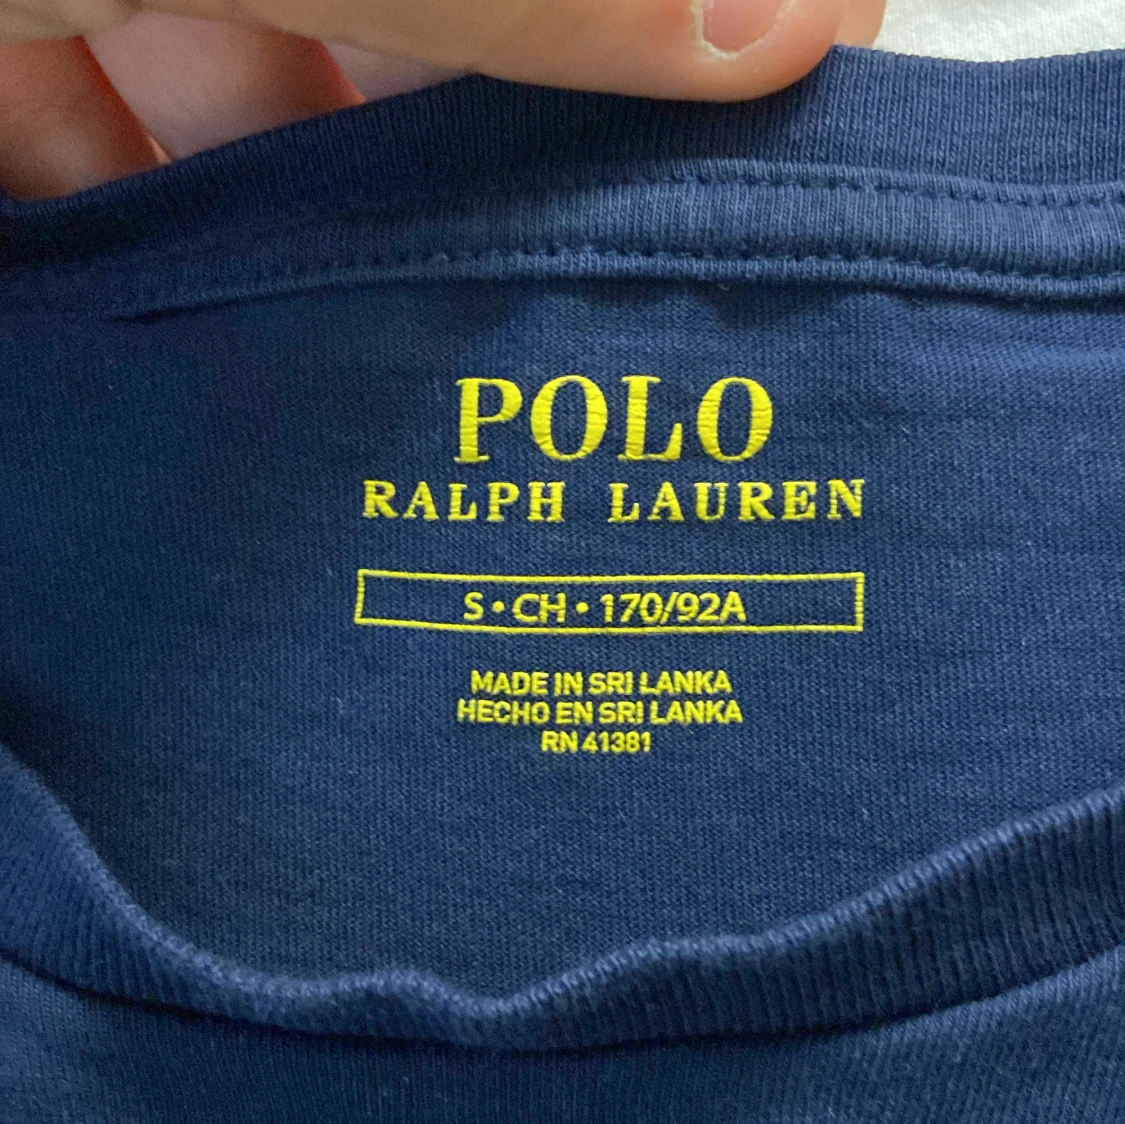 POLO
RALPH LAUREN
S • CH • 170/92A
MADE IN SRI LANKA
HECHO EN SRI LANKA
RN 41381